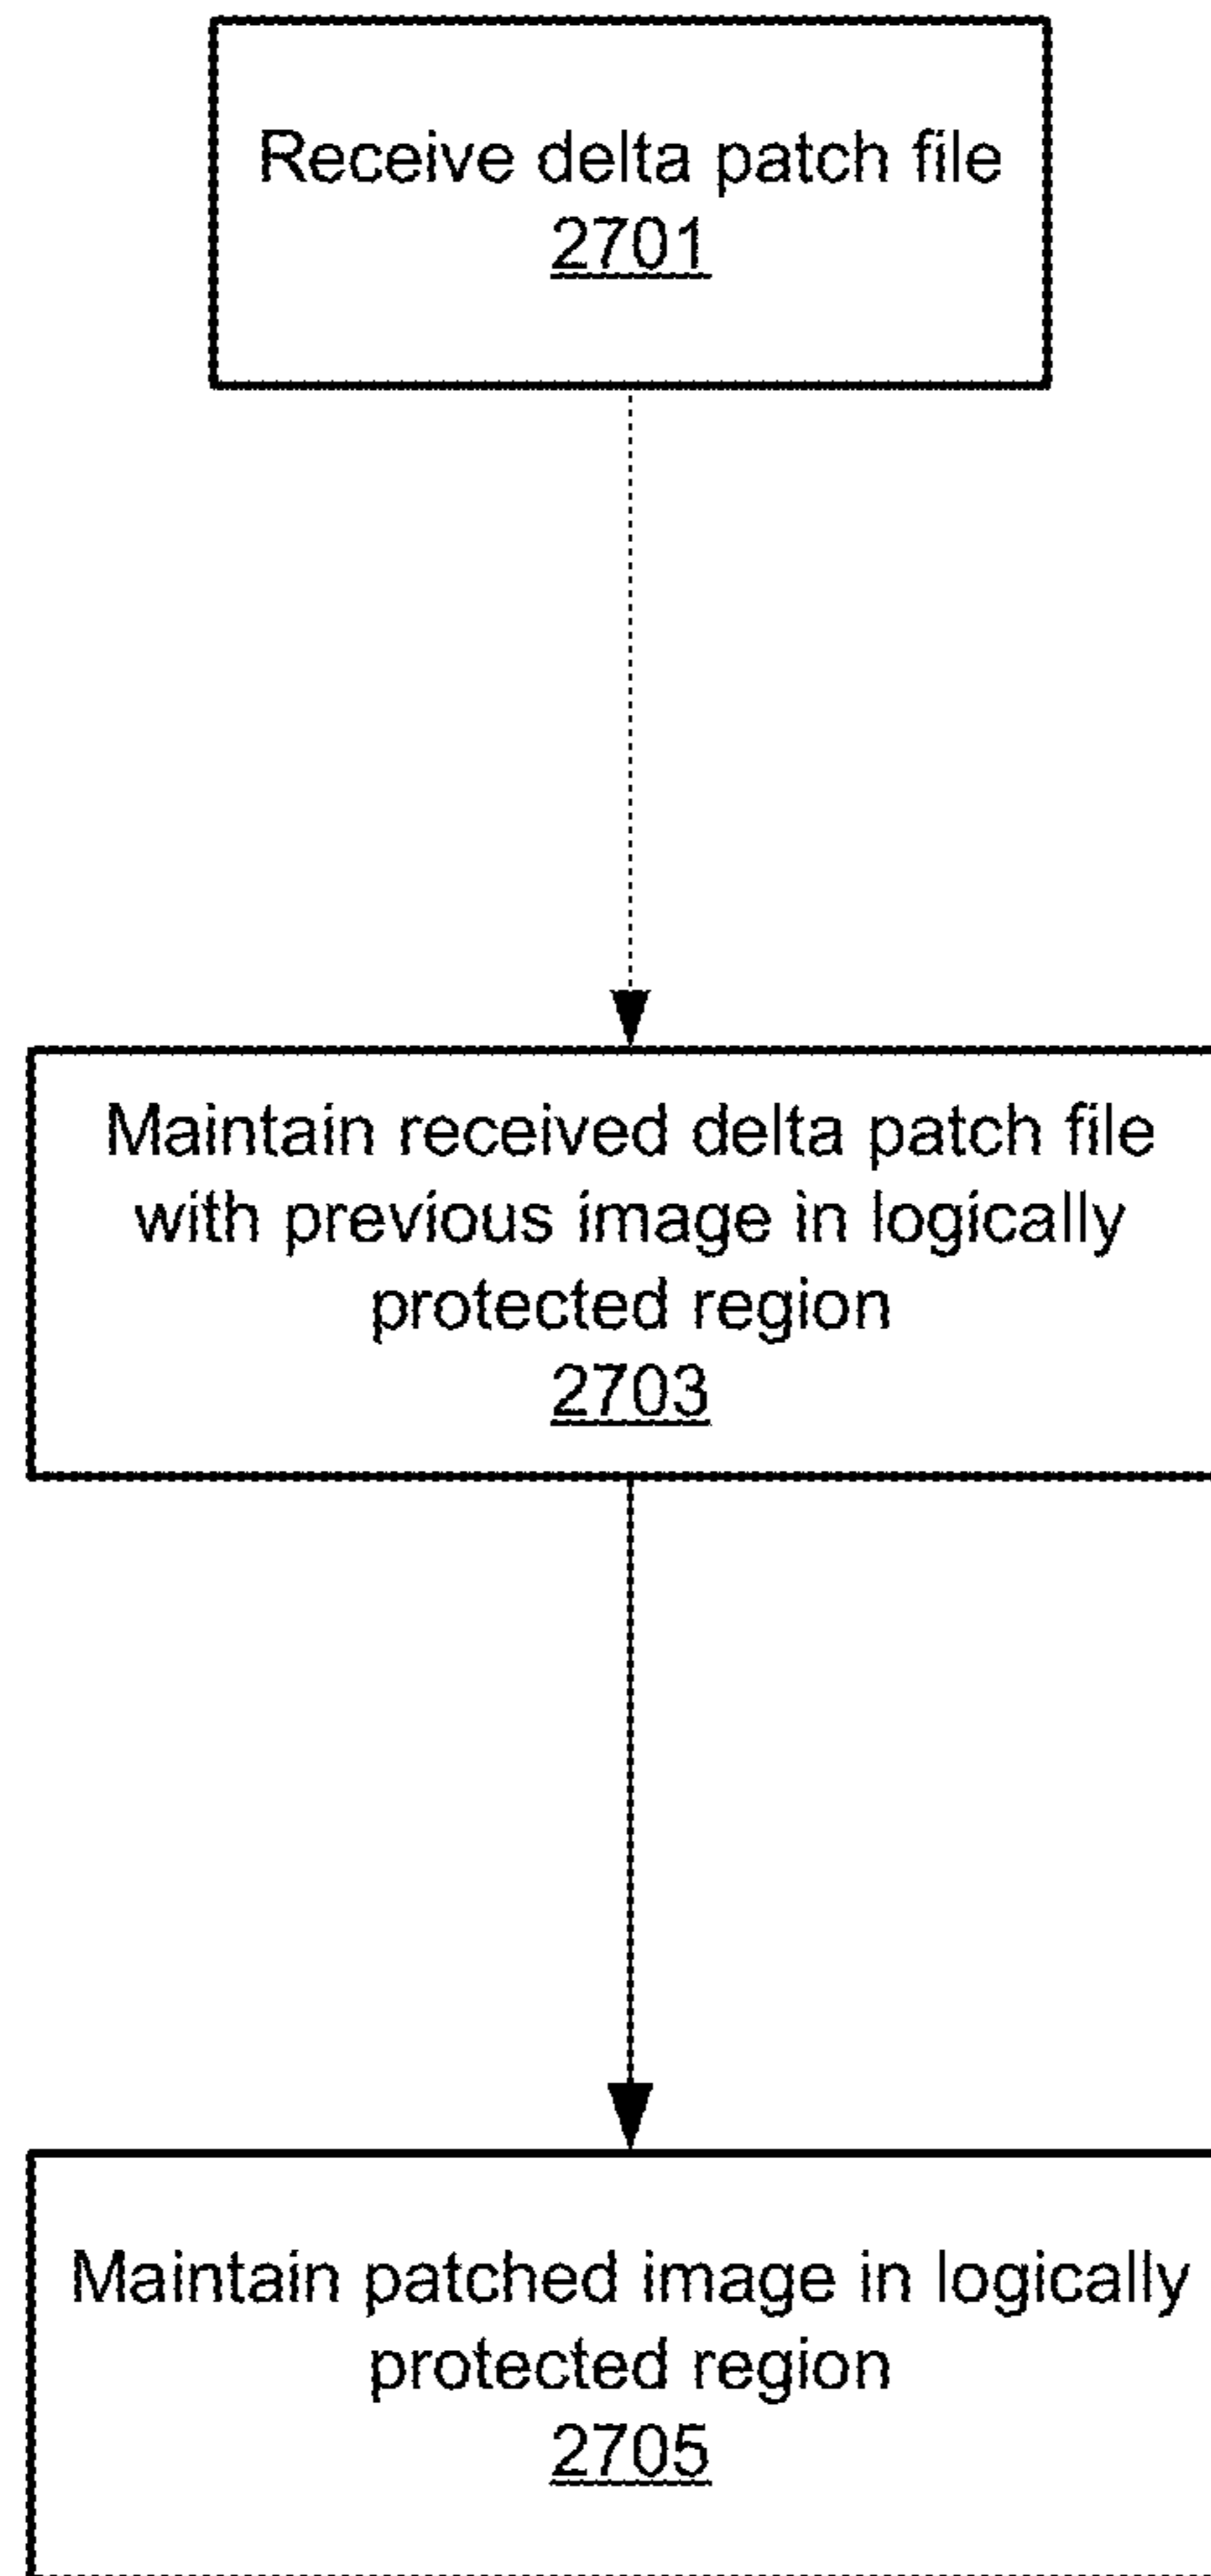 Receive delta patch file
2701
Maintain received delta patch file
with previous image in logically
protected region
2703
Maintain patched image in logically
protected region
2705